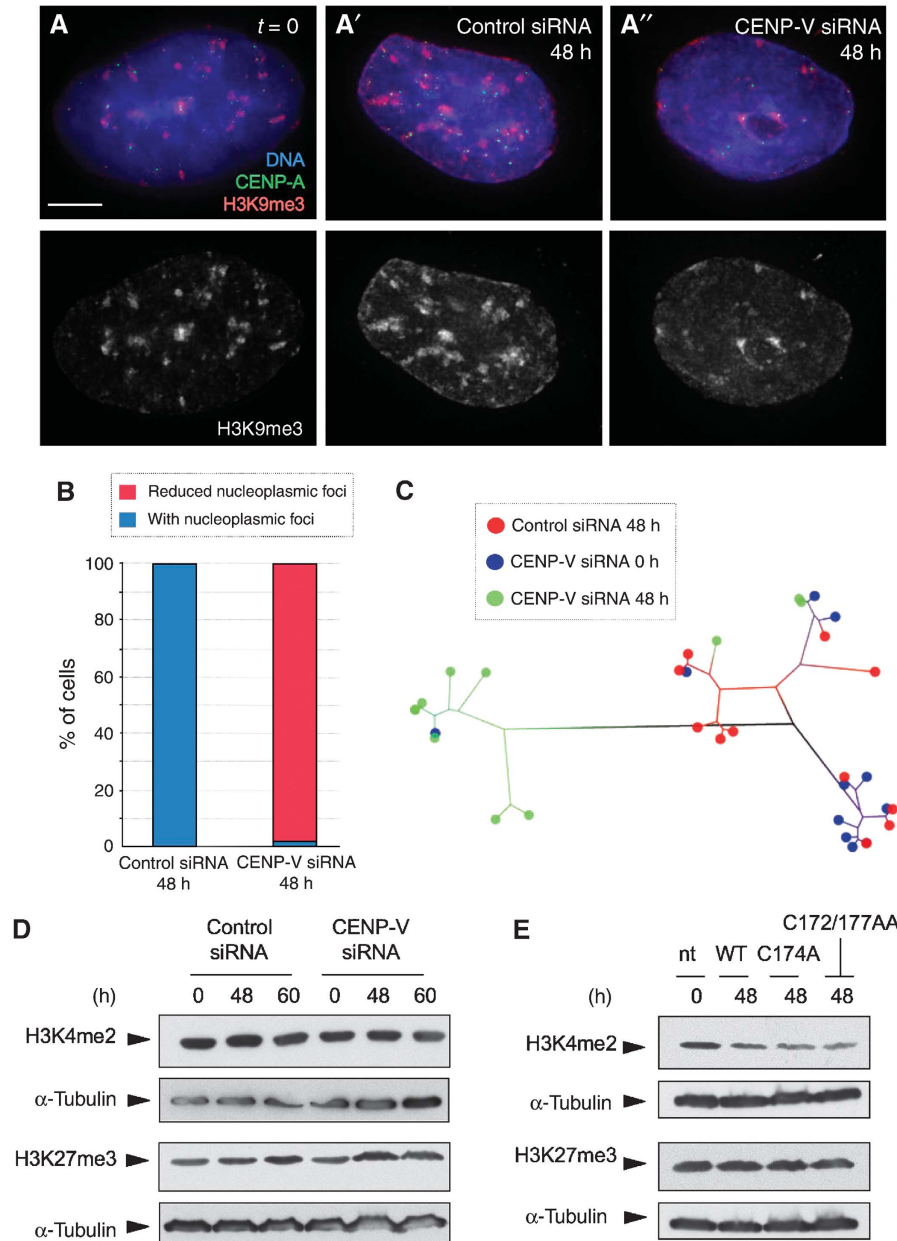 A
t = 0
DNA
CENP-A
H3K9me3
A′
Control siRNA
48 h
A″
CENP-V siRNA
48 h
H3K9me3
B
Reduced nucleoplasmic foci
With nucleoplasmic foci
% of cells
100
80
60
40
20
0
Control siRNA
48 h
CENP-V siRNA
48 h
C
Control siRNA 48 h
CENP-V siRNA 0 h
CENP-V siRNA 48 h
D
Control
siRNA
CENP-V
siRNA
(h) 0 48 60 0 48 60
H3K4me2
α-Tubulin
H3K27me3
α-Tubulin
E
C172/177AA
nt WT C174A
(h) 0 48 48 48
H3K4me2
α-Tubulin
H3K27me3
α-Tubulin